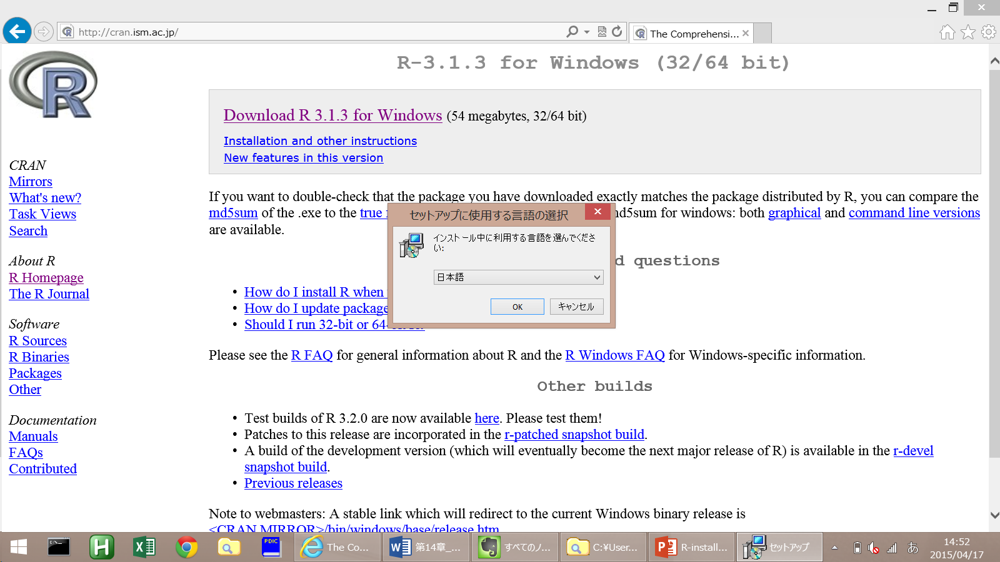 http://cran.ism.ac.jp/
The Comprehensi...
R
R-3.1.3 for Windows (32/64 bit)
Download R 3.1.3 for Windows (54 megabytes, 32/64 bit)
Installation and other instructions
New features in this version
CRAN
Mirrors
What's new?
Task Views
Search
About R
R Homepage
The R Journal
Software
R Sources
R Binaries
Packages
Other
Documentation
Manuals
FAQs
Contributed
If you want to double-check that the package you have downloaded exactly matches the package distributed by R, you can compare the
md5sum of the .exe to the true
md5sum for windows: both graphical and command line versions
are available.
セットアップに使用する言語の選択
インストール中に利用する言語を選んでくださ
い:
日本語
OK
キャンセル
d questions
How do I install R when
How do I update package
Should I run 32-bit or 64-
Please see the R FAQ for general information about R and the R Windows FAQ for Windows-specific information.
Other builds
Test builds of R 3.2.0 are now available here. Please test them!
Patches to this release are incorporated in the r-patched snapshot build.
A build of the development version (which will eventually become the next major release of R) is available in the r-devel
snapshot build.
Previous releases
Note to webmasters: A stable link which will redirect to the current Windows binary release is
<CRAN MIRROR>/bin/windows/base/release.htm
C:\
H
PDIC
The Co...
第14章_...
すべてのノ...
C:¥User...
R-install...
セットアップ
あ
14:52
2015/04/17